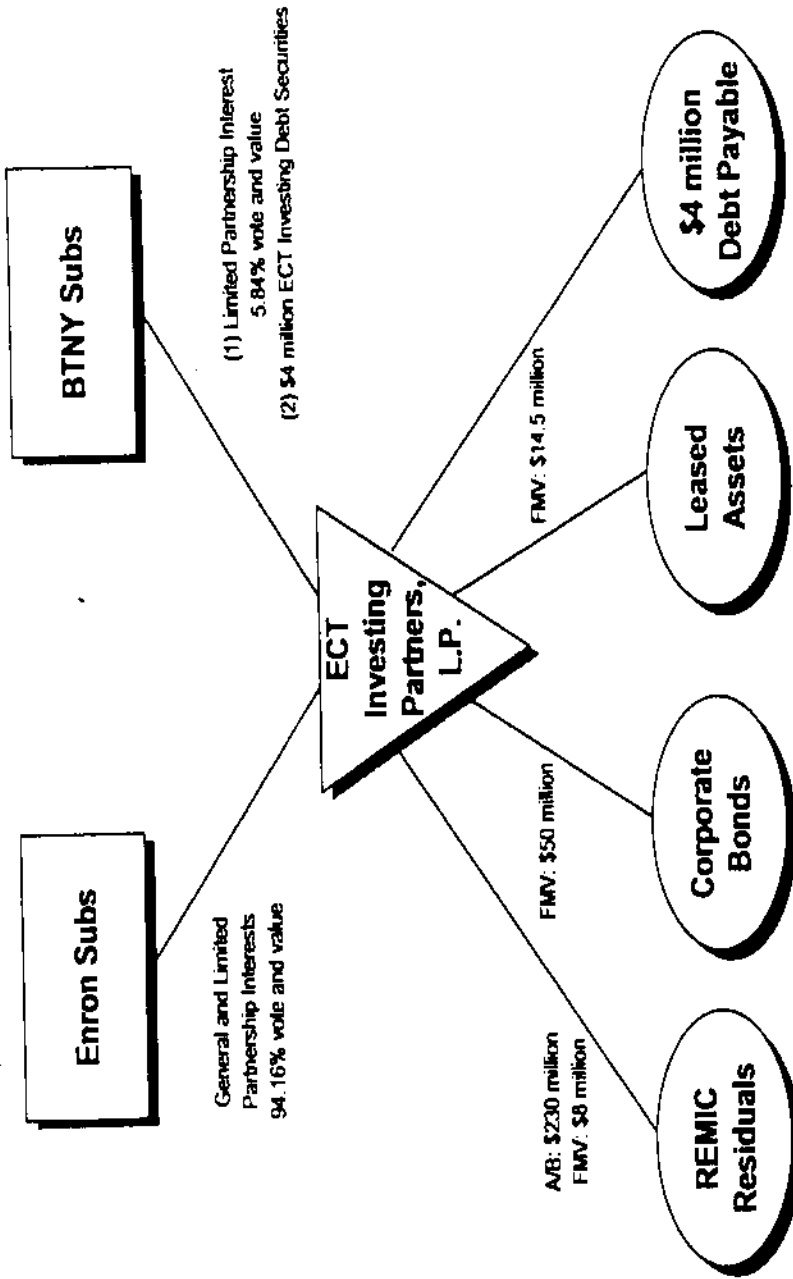 Enron Subs
BTNY Subs
General and Limited
Partnership Interests
94.16% vote and value
(1) Limited Partnership Interest
5.84% vote and value
(2) $4 million ECT Investing Debt Securities
ECT
Investing
Partners,
L.P.
A/B: $230 million
FMV: $8 million
FMV: $50 million
FMV: $14.5 million
REMIC
Residuals
Corporate
Bonds
Leased
Assets
$4 million
Debt Payable